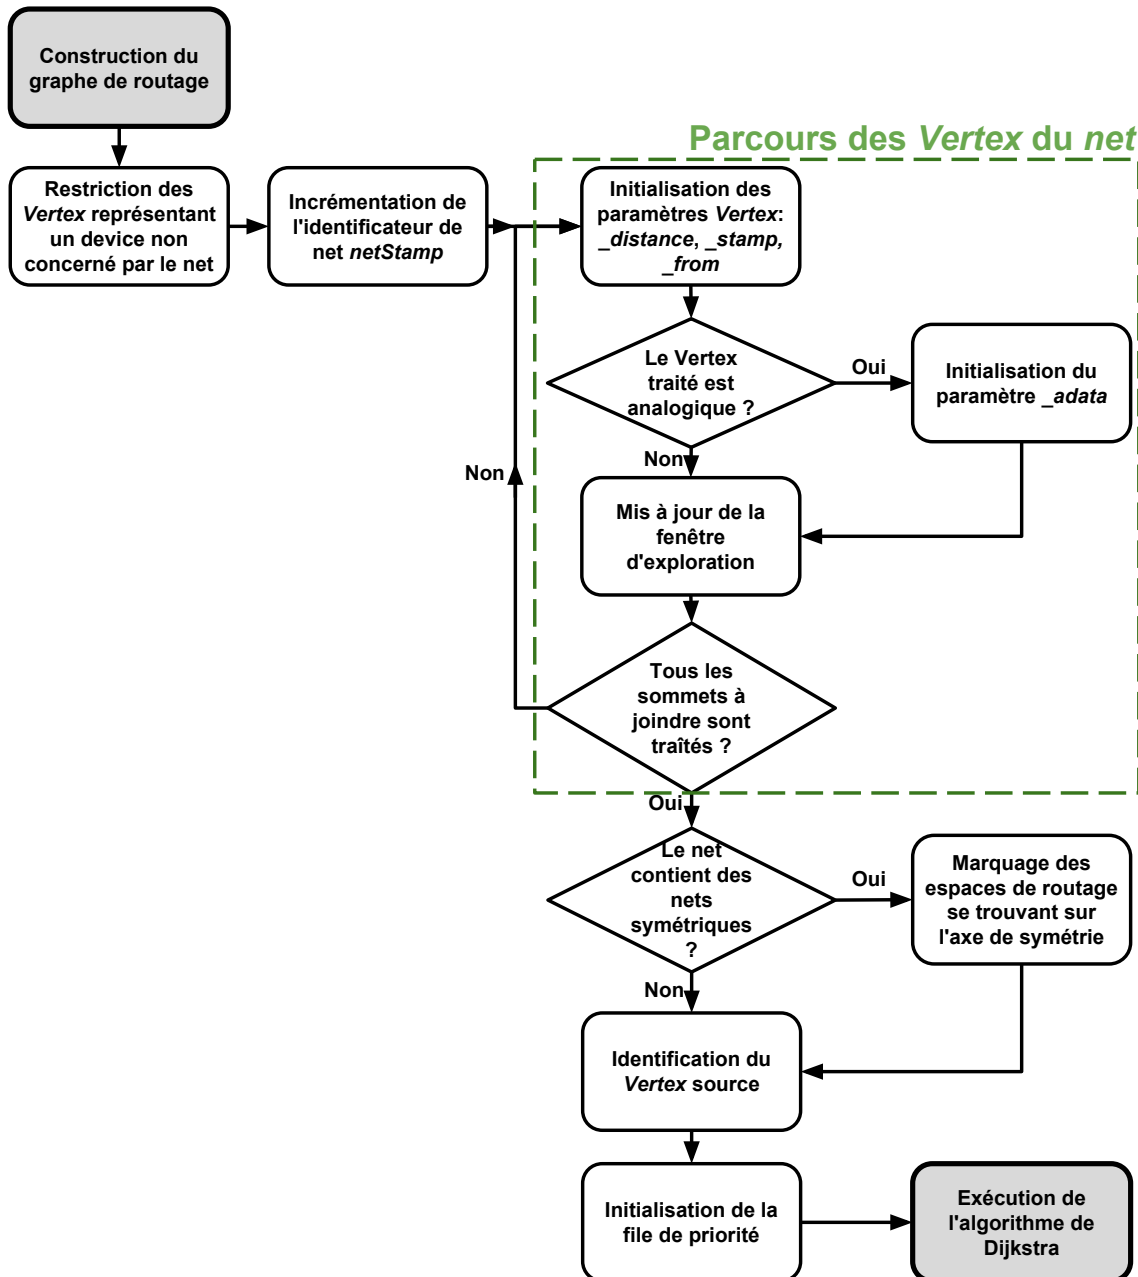 Construction du
graphe de routage
Parcours des Vertex du net
Restriction des
Vertex représentant
un device non
concerné par le net
Incrémentation de
l'identificateur de
net netStamp
Initialisation des
paramètres Vertex:
_distance, _stamp,
_from
Le Vertex
traité est
analogique ?
Oui
Initialisation du
paramètre _adata
Non
Non
Mis à jour de la
fenêtre
d'exploration
Tous les
sommets à
joindre sont
traîtés ?
Oui
Le net
contient des
nets
symétriques
?
Oui
Marquage des
espaces de routage
se trouvant sur
l'axe de symétrie
Non
Identification du
Vertex source
Initialisation de la
file de priorité
Exécution de
l'algorithme de
Dijkstra